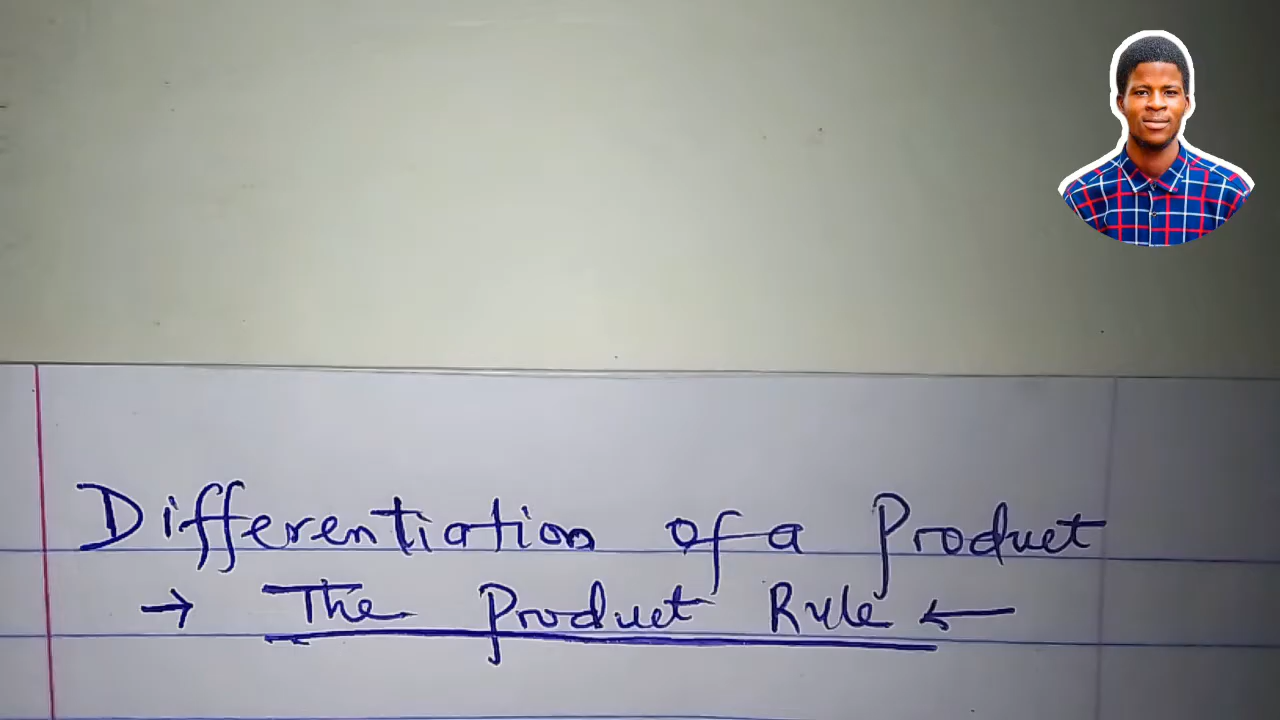 Differentiation of a Product
→ The Product Rule ←